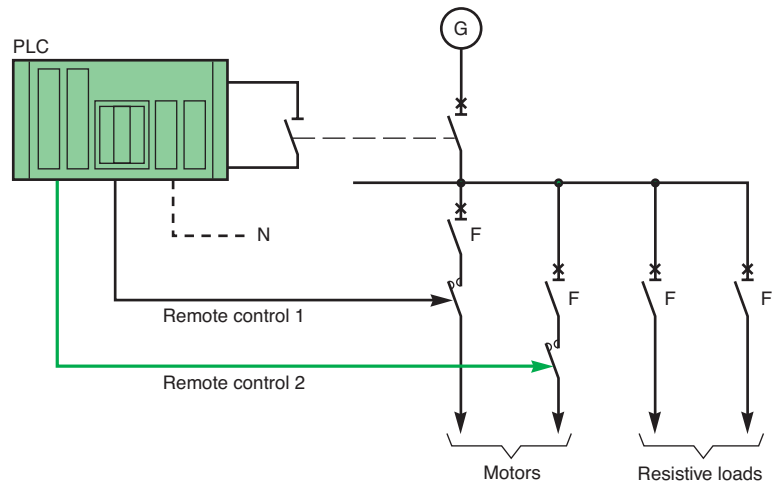 G
PLC
N
F
F
F
F
Remote control 1
Remote control 2
Motors
Resistive loads